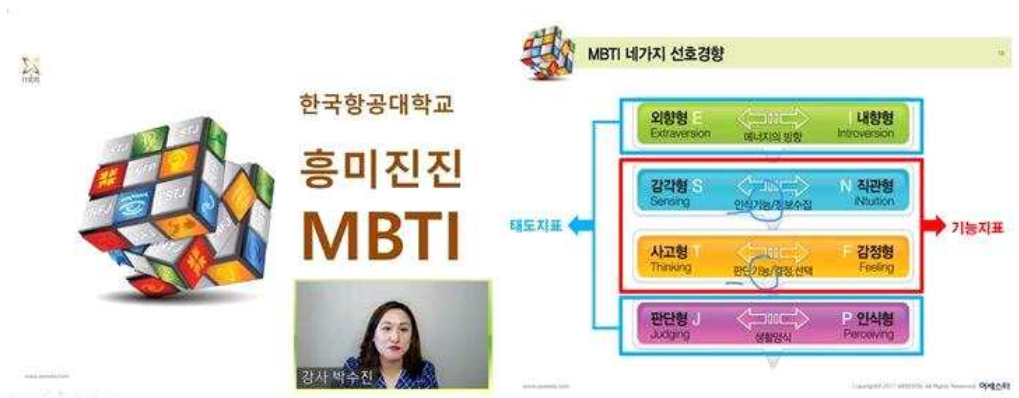 mbti
한국항공대학교
흥미진진
MBTI
강사 박수진
MBTI 네가지 선호경향
외향형 E
Extraversion
에너지의 방향
I 내향형
Introversion
감각형 S
Sensing
인식기능/정보수집
N 직관형
iNtuition
태도지표
기능지표
사고형 T
Thinking
판단기능/결정,선택
F 감정형
Feeling
판단형 J
Judging
생활양식
P 인식형
Perceiving
어세스타